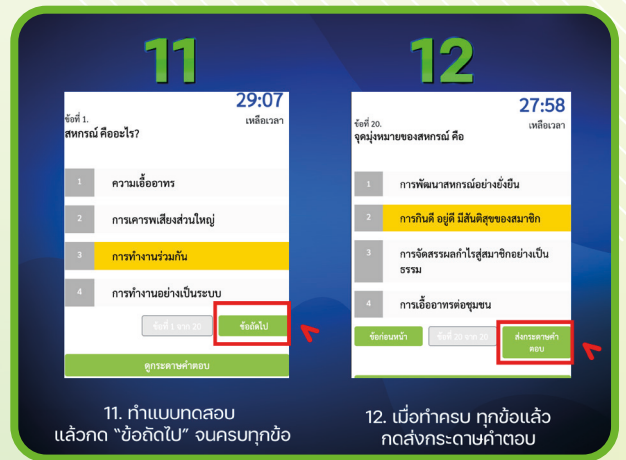 11
29:07
เหลือเวลา
ข้อที่ 1.
สหกรณ์ คืออะไร?
1 ความเอื้ออาทร
2 การเคารพเสียงส่วนใหญ่
3 การทำงานร่วมกัน
4 การทำงานอย่างเป็นระบบ
ข้อที่ 1 จาก 20 ข้อถัดไป
ดูกระดาษคำตอบ
11. ทำแบบทดสอบ
แล้วกด “ข้อถัดไป” จนครบทุกข้อ
12
27:58
เหลือเวลา
ข้อที่ 20.
จุดมุ่งหมายของสหกรณ์ คือ
1 การพัฒนาสหกรณ์อย่างยั่งยืน
2 การกินดี อยู่ดี มีสันติสุขของสมาชิก
3 การจัดสรรผลกำไรสู่สมาชิกอย่างเป็น
ธรรม
4 การเอื้ออาทรต่อชุมชน
ข้อก่อนหน้า ข้อที่ 20 จาก 20 ส่งกระดาษคำ
ตอบ
12. เมื่อทำครบ ทุกข้อแล้ว
กดส่งกระดาษคำตอบ